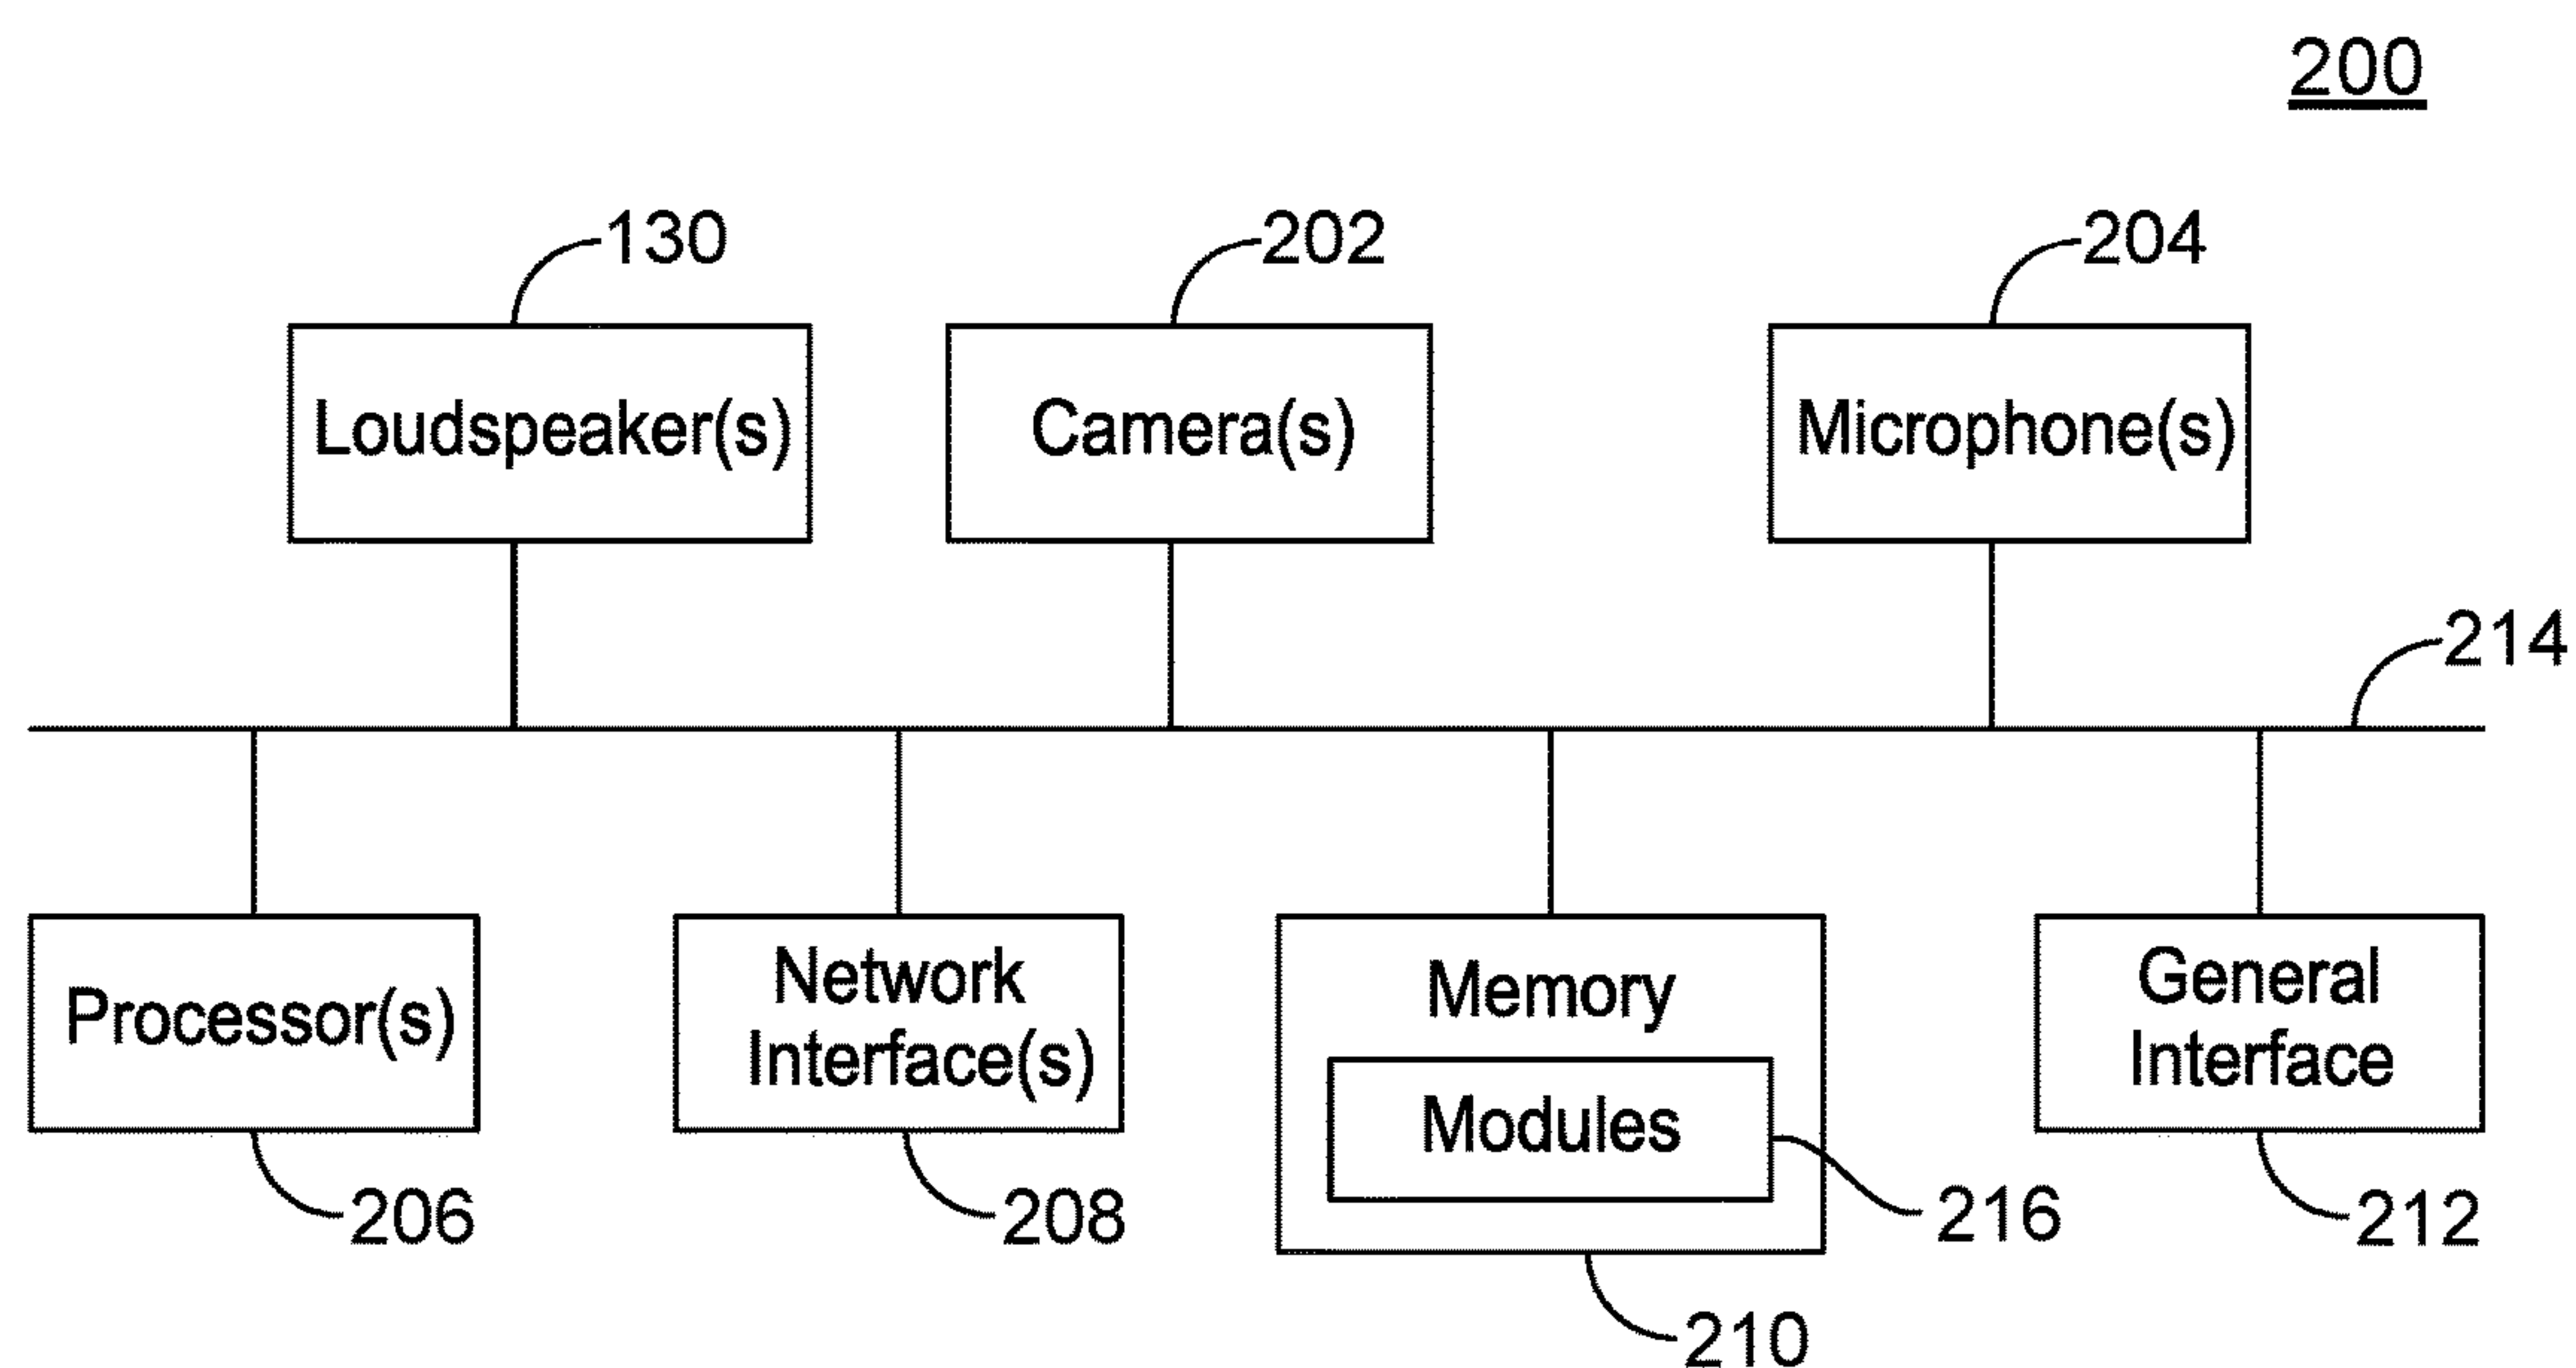 200
130
202
204
Loudspeaker(s)
Camera(s)
Microphone(s)
214
Processor(s)
Network
Interface(s)
Memory
Modules
General
Interface
206
208
216
212
210